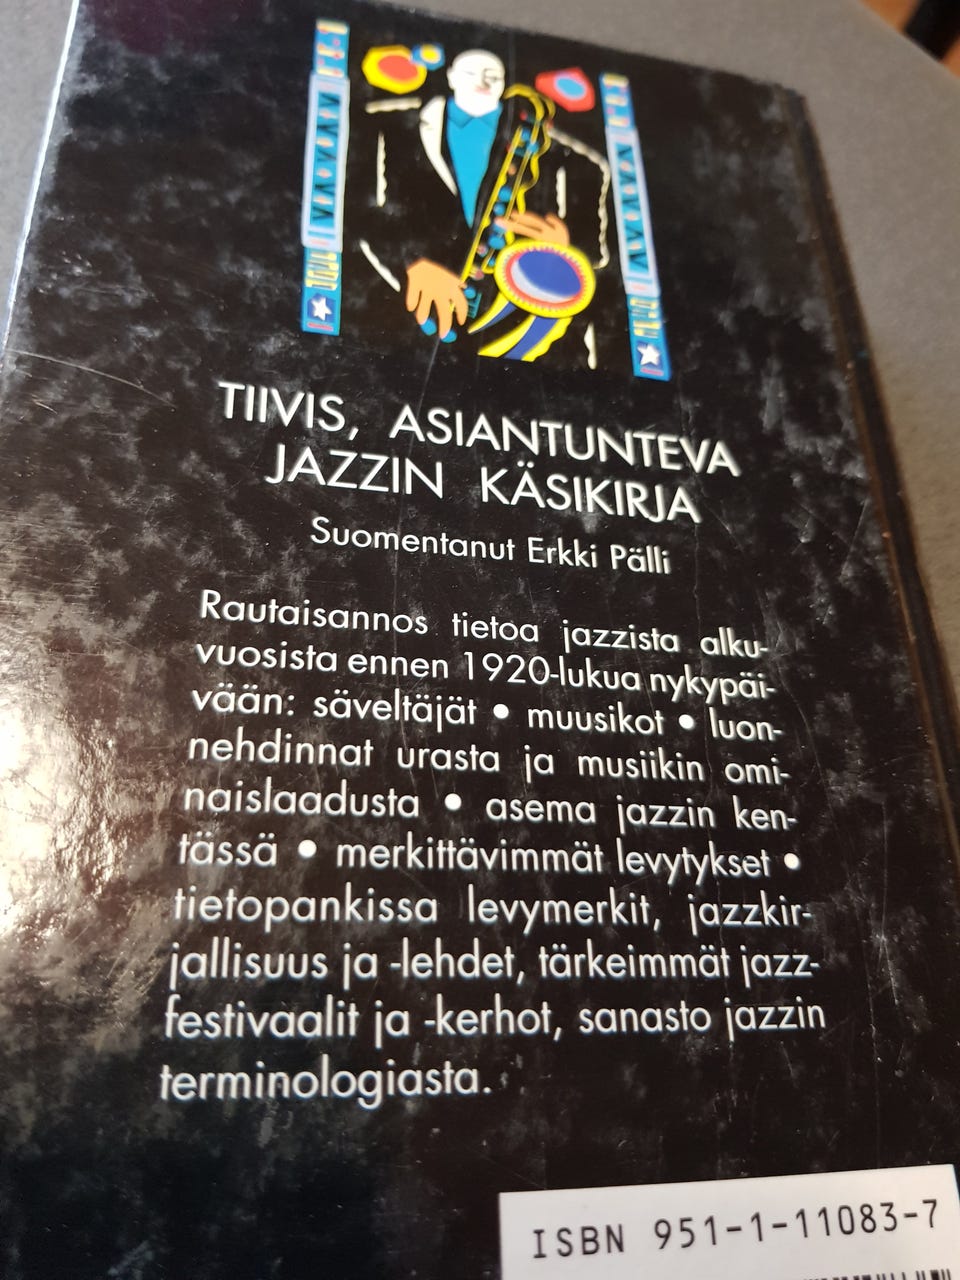 TIIVIS, ASIANTUNTEVA
JAZZIN KÄSIKIRJA
Suomentanut Erkki Pälli
Rautaisannos tietoa jazzista alku-
vuosista ennen 1920-lukua nykypäi-
vään: säveltäjät • muusikot • luon-
nehdinnat urasta ja musiikin omi-
naislaadusta • asema jazzin ken-
tässä • merkittävimmät levytykset •
tietopankissa levymerkit, jazzkir-
jallisuus ja -lehdet, tärkeimmät jazz-
festivaalit ja -kerhot, sanasto jazzin
terminologiasta.
ISBN 951-1-11083-7